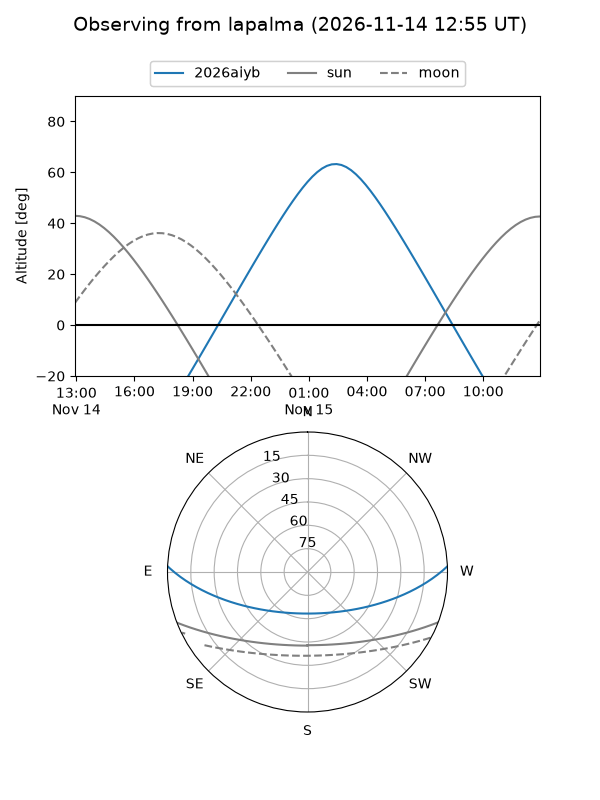 Observing from lapalma (2026-11-14 12:55 UT)
2026aiyb sun moon
Altitude [deg]
80
60
40
20
0
−20
13:00 16:00 19:00 22:00 01:00 04:00 07:00 10:00
Nov 14 Nov 15
N
NE NW
15
30
45
60
75
E W
SE SW
S